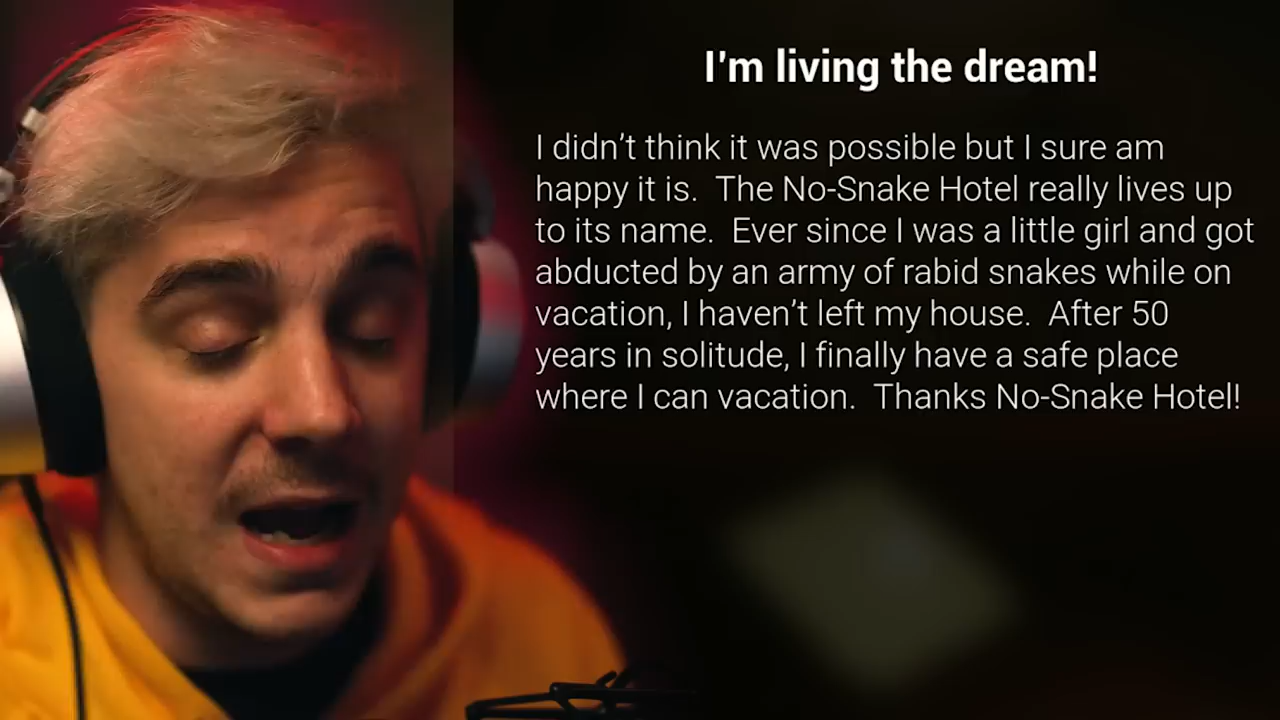 I'm living the dream!
I didn’t think it was possible but I sure am
happy it is.  The No-Snake Hotel really lives up
to its name.  Ever since I was a little girl and got
abducted by an army of rabid snakes while on
vacation, I haven’t left my house.  After 50
years in solitude, I finally have a safe place
where I can vacation.  Thanks No-Snake Hotel!